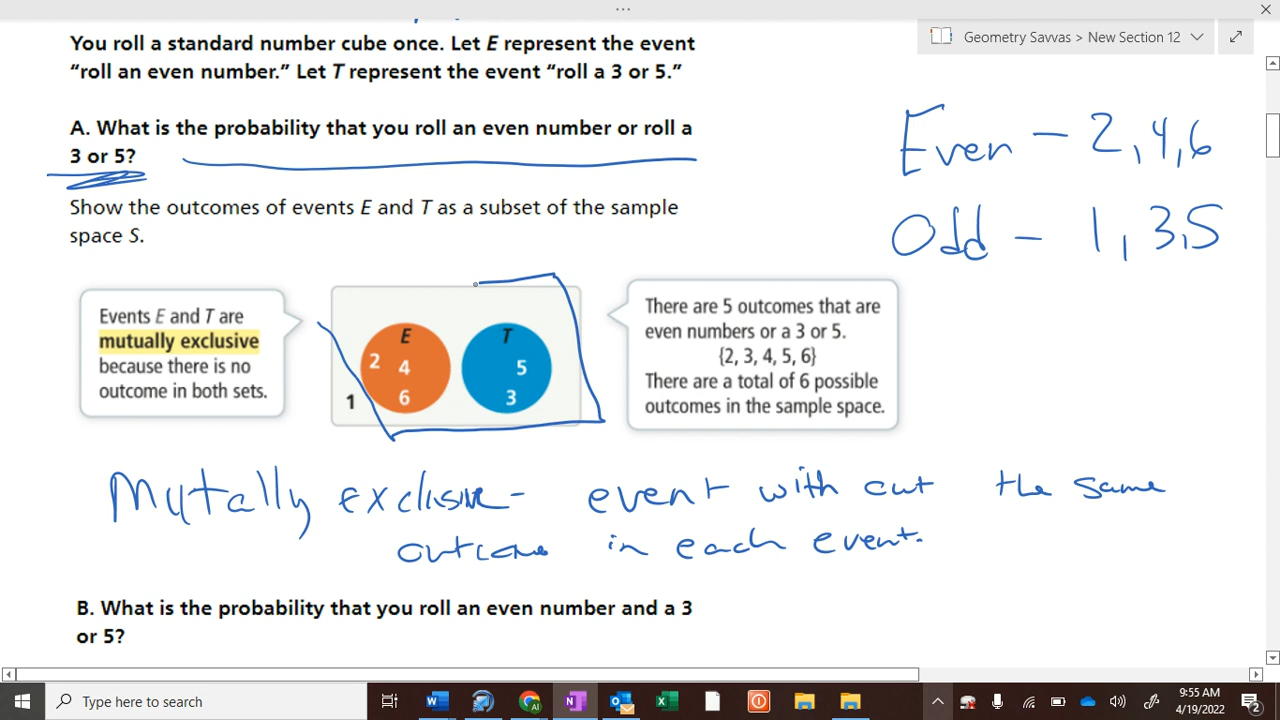 ...
Geometry Savvas > New Section 12
You roll a standard number cube once. Let E represent the event
“roll an even number.” Let T represent the event “roll a 3 or 5.”
A. What is the probability that you roll an even number or roll a
3 or 5?
Even - 2, 4, 6
Odd - 1, 3, 5
Show the outcomes of events E and T as a subset of the sample
space S.
Events E and T are
mutually exclusive
because there is no
outcome in both sets.
E T
2 4 5
1 6 3
There are 5 outcomes that are
even numbers or a 3 or 5.
{2, 3, 4, 5, 6}
There are a total of 6 possible
outcomes in the sample space.
Mutally exclusive - event with out the same
outcome in each event.
B. What is the probability that you roll an even number and a 3
or 5?
Type here to search
9:55 AM
4/19/2022
2